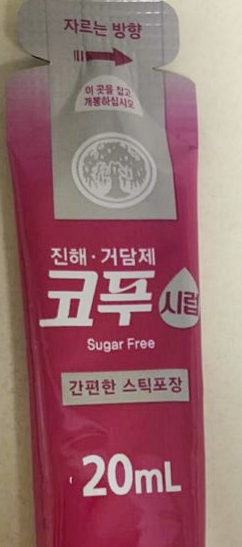 자르는 방향
이 곳을 잡고
개봉하십시오
진해·거담제
코푸 시럽
Sugar Free
간편한 스틱포장
20mL